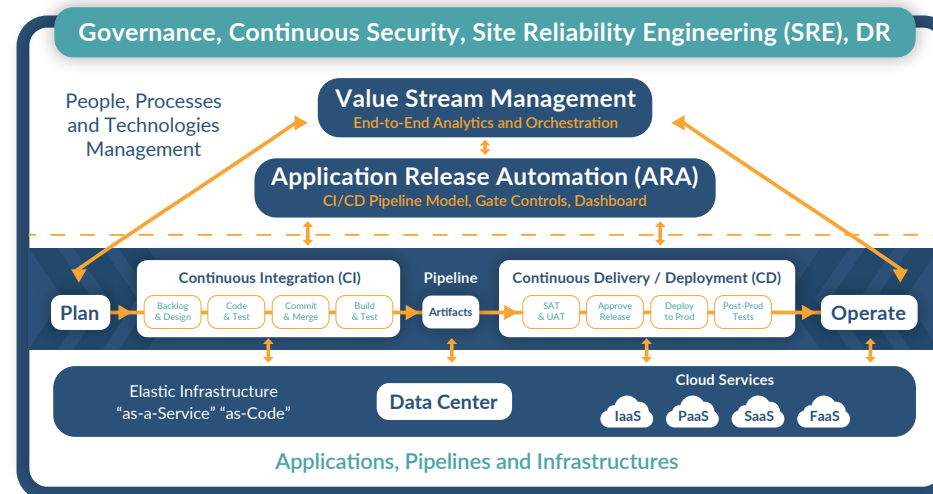 Governance, Continuous Security, Site Reliability Engineering (SRE), DR
People, Processes
and Technologies
Management
Value Stream Management
End-to-End Analytics and Orchestration
Application Release Automation (ARA)
CI/CD Pipeline Model, Gate Controls, Dashboard
Plan
Continuous Integration (CI)
Backlog
& Design
Code
& Test
Commit
& Merge
Build
& Test
Pipeline
Artifacts
Continuous Delivery / Deployment (CD)
SAT
& UAT
Approve
Release
Deploy
to Prod
Post-Prod
Tests
Operate
Elastic Infrastructure
“as-a-Service” “as-Code”
Data Center
Cloud Services
IaaS
PaaS
SaaS
FaaS
Applications, Pipelines and Infrastructures